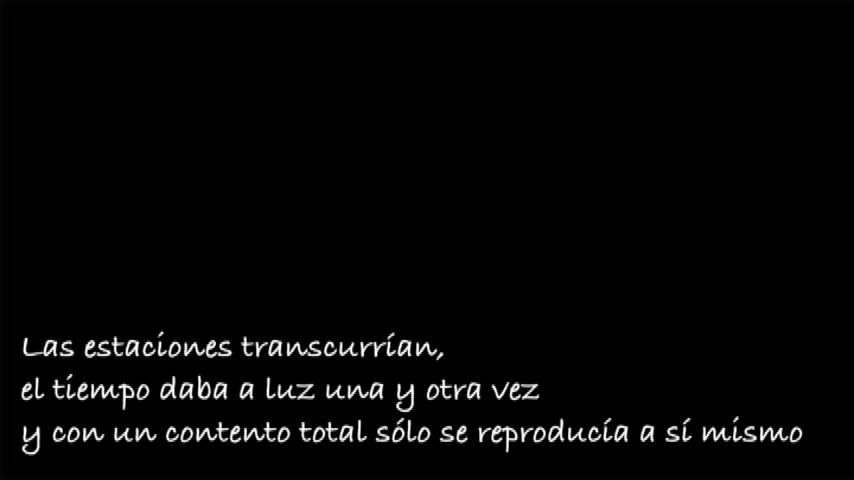 Las estaciones transcurrían,
el tiempo daba a luz una y otra vez
y con un contento total sólo se reproducía a sí mismo